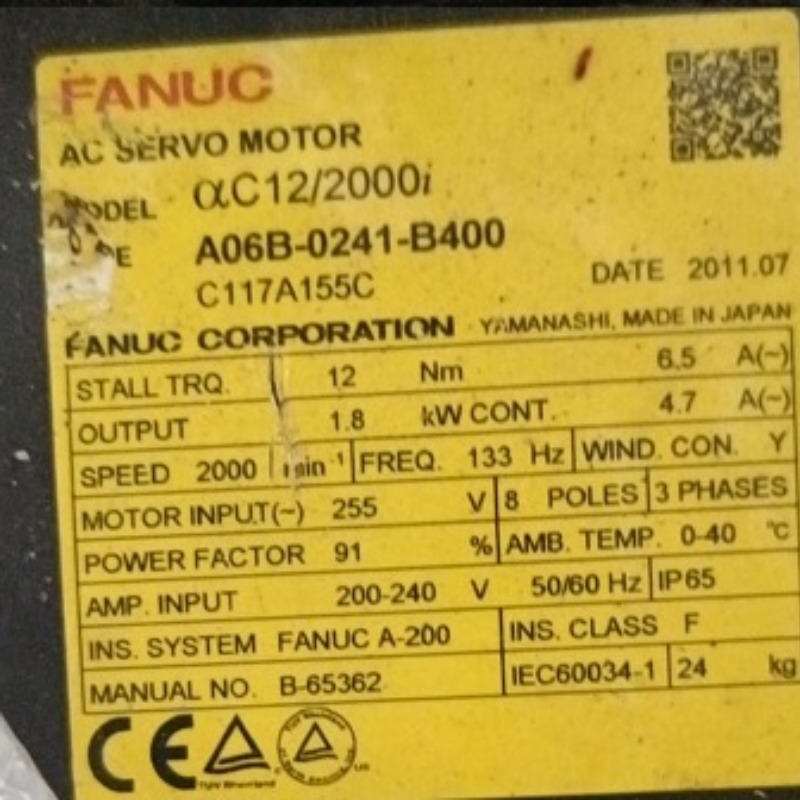 FANUC
AC SERVO MOTOR
MODEL αC12/2000i
A06B-0241-B400
C117A155C DATE 2011.07
FANUC CORPORATION YAMANASHI, MADE IN JAPAN
STALL TRQ. 12 Nm 6.5 A(~)
OUTPUT 1.8 kW CONT. 4.7 A(~)
SPEED 2000 min⁻¹ FREQ. 133 Hz WIND. CON. Y
MOTOR INPUT(~) 255 V 8 POLES 3 PHASES
POWER FACTOR 91 % AMB. TEMP. 0-40 °C
AMP. INPUT 200-240 V 50/60 Hz IP65
INS. SYSTEM FANUC A-200 INS. CLASS F
MANUAL NO. B-65362 IEC60034-1 24 kg
CE
TÜV Rheinland